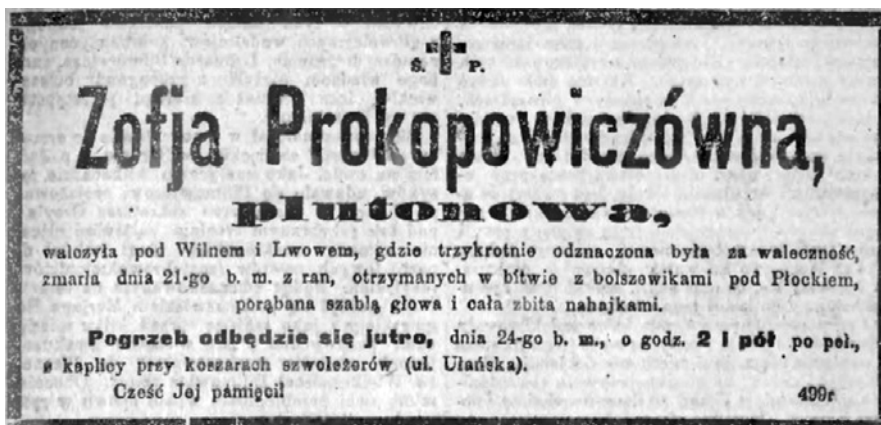 Ś. P.
Zofja Prokopowiczówna,
plutonowa,
walczyła pod Wilnem i Lwowem, gdzie trzykrotnie odznaczona była za waleczność,
zmarła dnia 21-go b. m. z ran, otrzymanych w bitwie z bolszewikami pod Płockiem,
porąbana szablą głowa i cała zbita nahajkami.
Pogrzeb odbędzie się jutro, dnia 24-go b. m., o godz. 2 i pół po poł.,
z kaplicy przy koszarach szwoleżerów (ul. Ułańska).
Cześć Jej pamięci! 499r